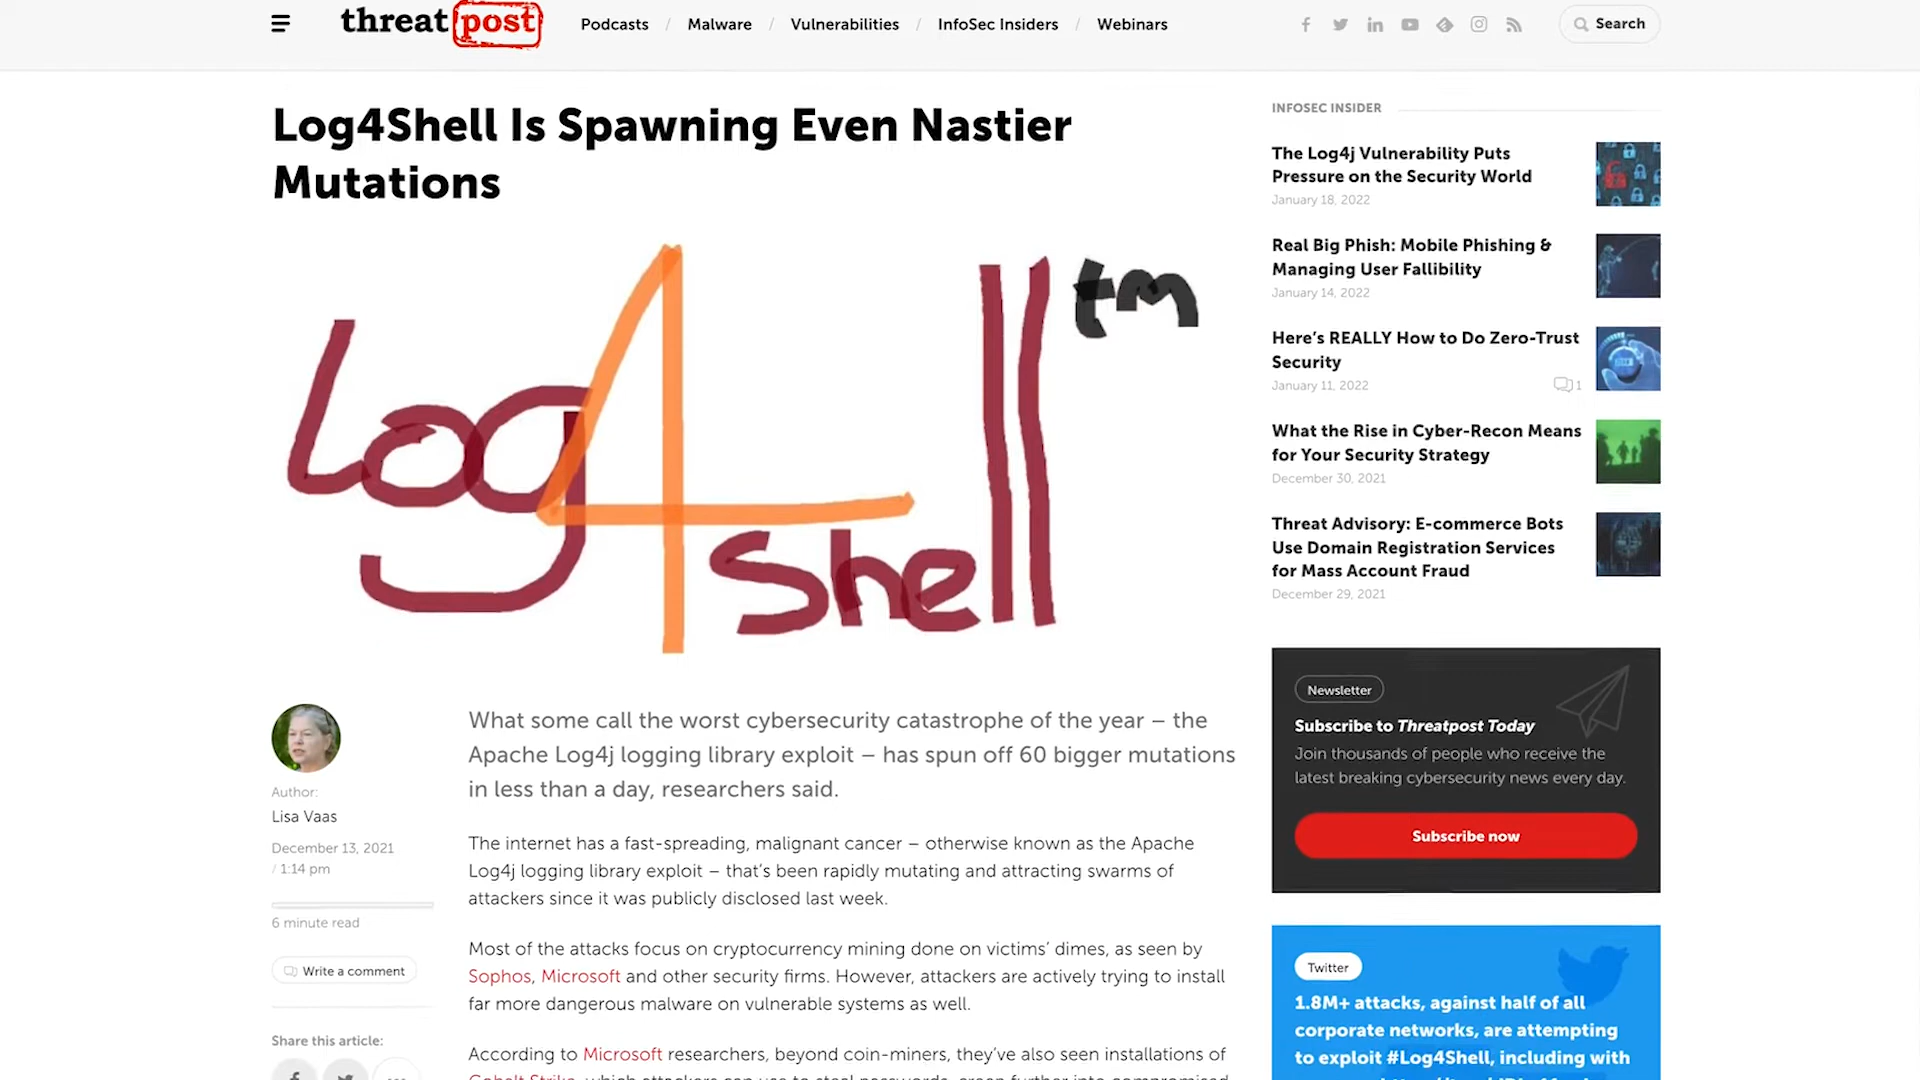 threatpost
Podcasts / Malware / Vulnerabilities / InfoSec Insiders / Webinars
Search
Log4Shell Is Spawning Even Nastier
Mutations
Log4Shell tm
Author:
Lisa Vaas
December 13, 2021
/ 1:14 pm
6 minute read
Write a comment
Share this article:
What some call the worst cybersecurity catastrophe of the year – the
Apache Log4j logging library exploit – has spun off 60 bigger mutations
in less than a day, researchers said.
The internet has a fast-spreading, malignant cancer – otherwise known as the Apache
Log4j logging library exploit – that’s been rapidly mutating and attracting swarms of
attackers since it was publicly disclosed last week.
Most of the attacks focus on cryptocurrency mining done on victims’ dimes, as seen by
Sophos, Microsoft and other security firms. However, attackers are actively trying to install
far more dangerous malware on vulnerable systems as well.
According to Microsoft researchers, beyond coin-miners, they’ve also seen installations of
INFOSEC INSIDER
The Log4j Vulnerability Puts
Pressure on the Security World
January 18, 2022
Real Big Phish: Mobile Phishing &
Managing User Fallibility
January 14, 2022
Here’s REALLY How to Do Zero-Trust
Security
January 11, 2022
1
What the Rise in Cyber-Recon Means
for Your Security Strategy
December 30, 2021
Threat Advisory: E-commerce Bots
Use Domain Registration Services
for Mass Account Fraud
December 29, 2021
Newsletter
Subscribe to Threatpost Today
Join thousands of people who receive the
latest breaking cybersecurity news every day.
Subscribe now
Twitter
1.8M+ attacks, against half of all
corporate networks, are attempting
to exploit #Log4Shell, including with